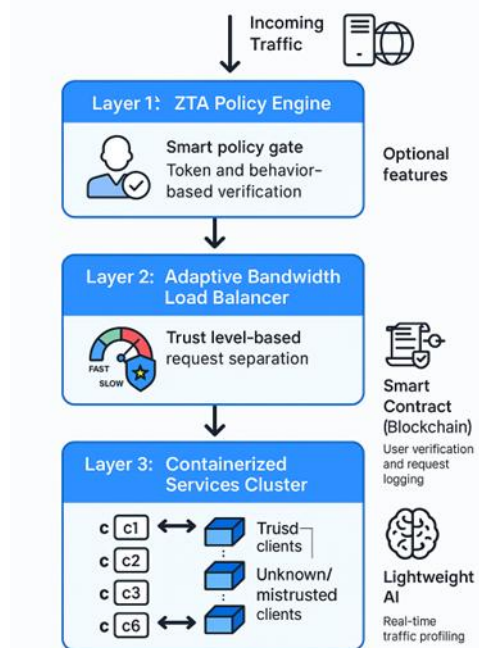 Incoming
Traffic
Layer 1: ZTA Policy Engine
Smart policy gate
Token and behavior-
based verification
Optional
features
Layer 2: Adaptive Bandwidth
Load Balancer
FAST
SLOW
Trust level-based
request separation
Smart
Contract
(Blockchain)
User verification
and request
logging
Layer 3: Containerized
Services Cluster
c c1
c2
c c3
c c6
Trusd
clients
Unknown/
mistrusted
clients
Lightweight
AI
Real-time
traffic profiling